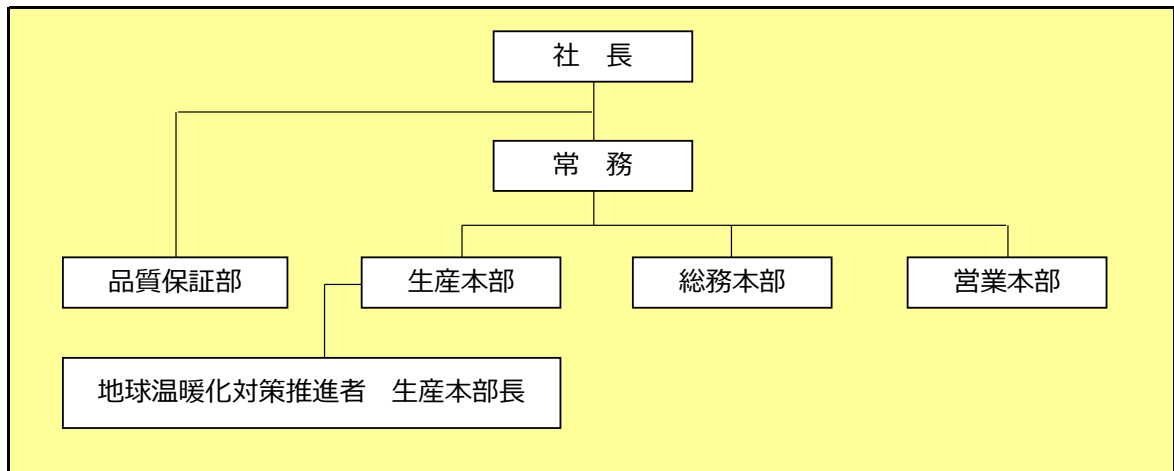 社　長
常　務
品質保証部
生産本部
総務本部
営業本部
地球温暖化対策推進者　生産本部長